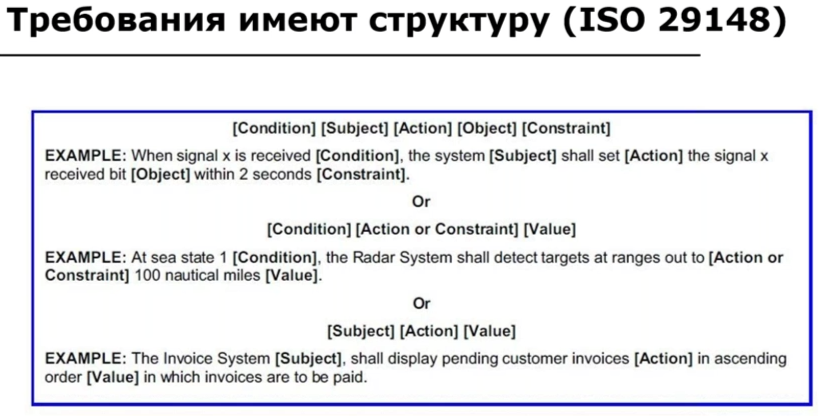 Требования имеют структуру (ISO 29148)
[Condition] [Subject] [Action] [Object] [Constraint]
EXAMPLE: When signal x is received [Condition], the system [Subject] shall set [Action] the signal x
received bit [Object] within 2 seconds [Constraint].
Or
[Condition] [Action or Constraint] [Value]
EXAMPLE: At sea state 1 [Condition], the Radar System shall detect targets at ranges out to [Action or
Constraint] 100 nautical miles [Value].
Or
[Subject] [Action] [Value]
EXAMPLE: The Invoice System [Subject], shall display pending customer invoices [Action] in ascending
order [Value] in which invoices are to be paid.